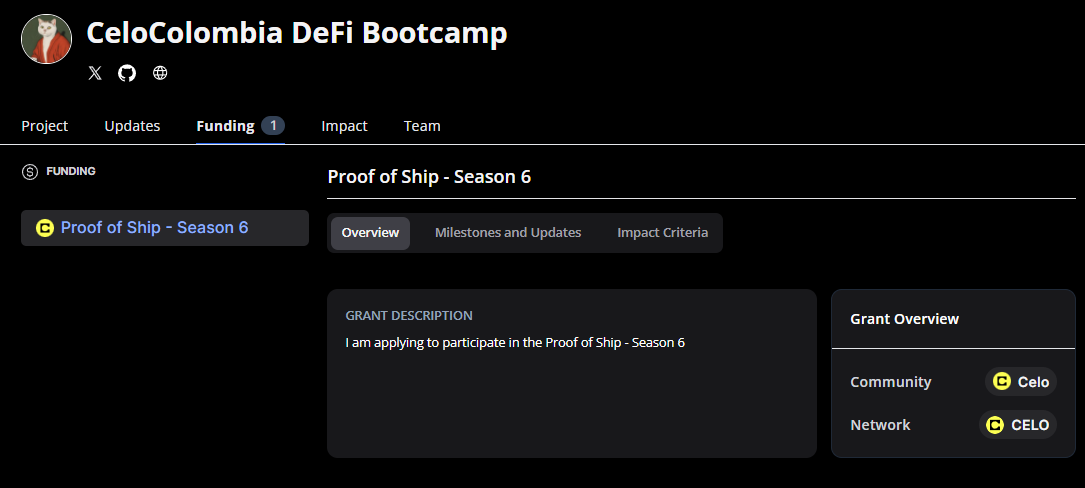 CeloColombia DeFi Bootcamp
Project Updates Funding 1 Impact Team
FUNDING
Proof of Ship - Season 6
Proof of Ship - Season 6
Overview Milestones and Updates Impact Criteria
GRANT DESCRIPTION
I am applying to participate in the Proof of Ship - Season 6
Grant Overview
Community Celo
Network CELO